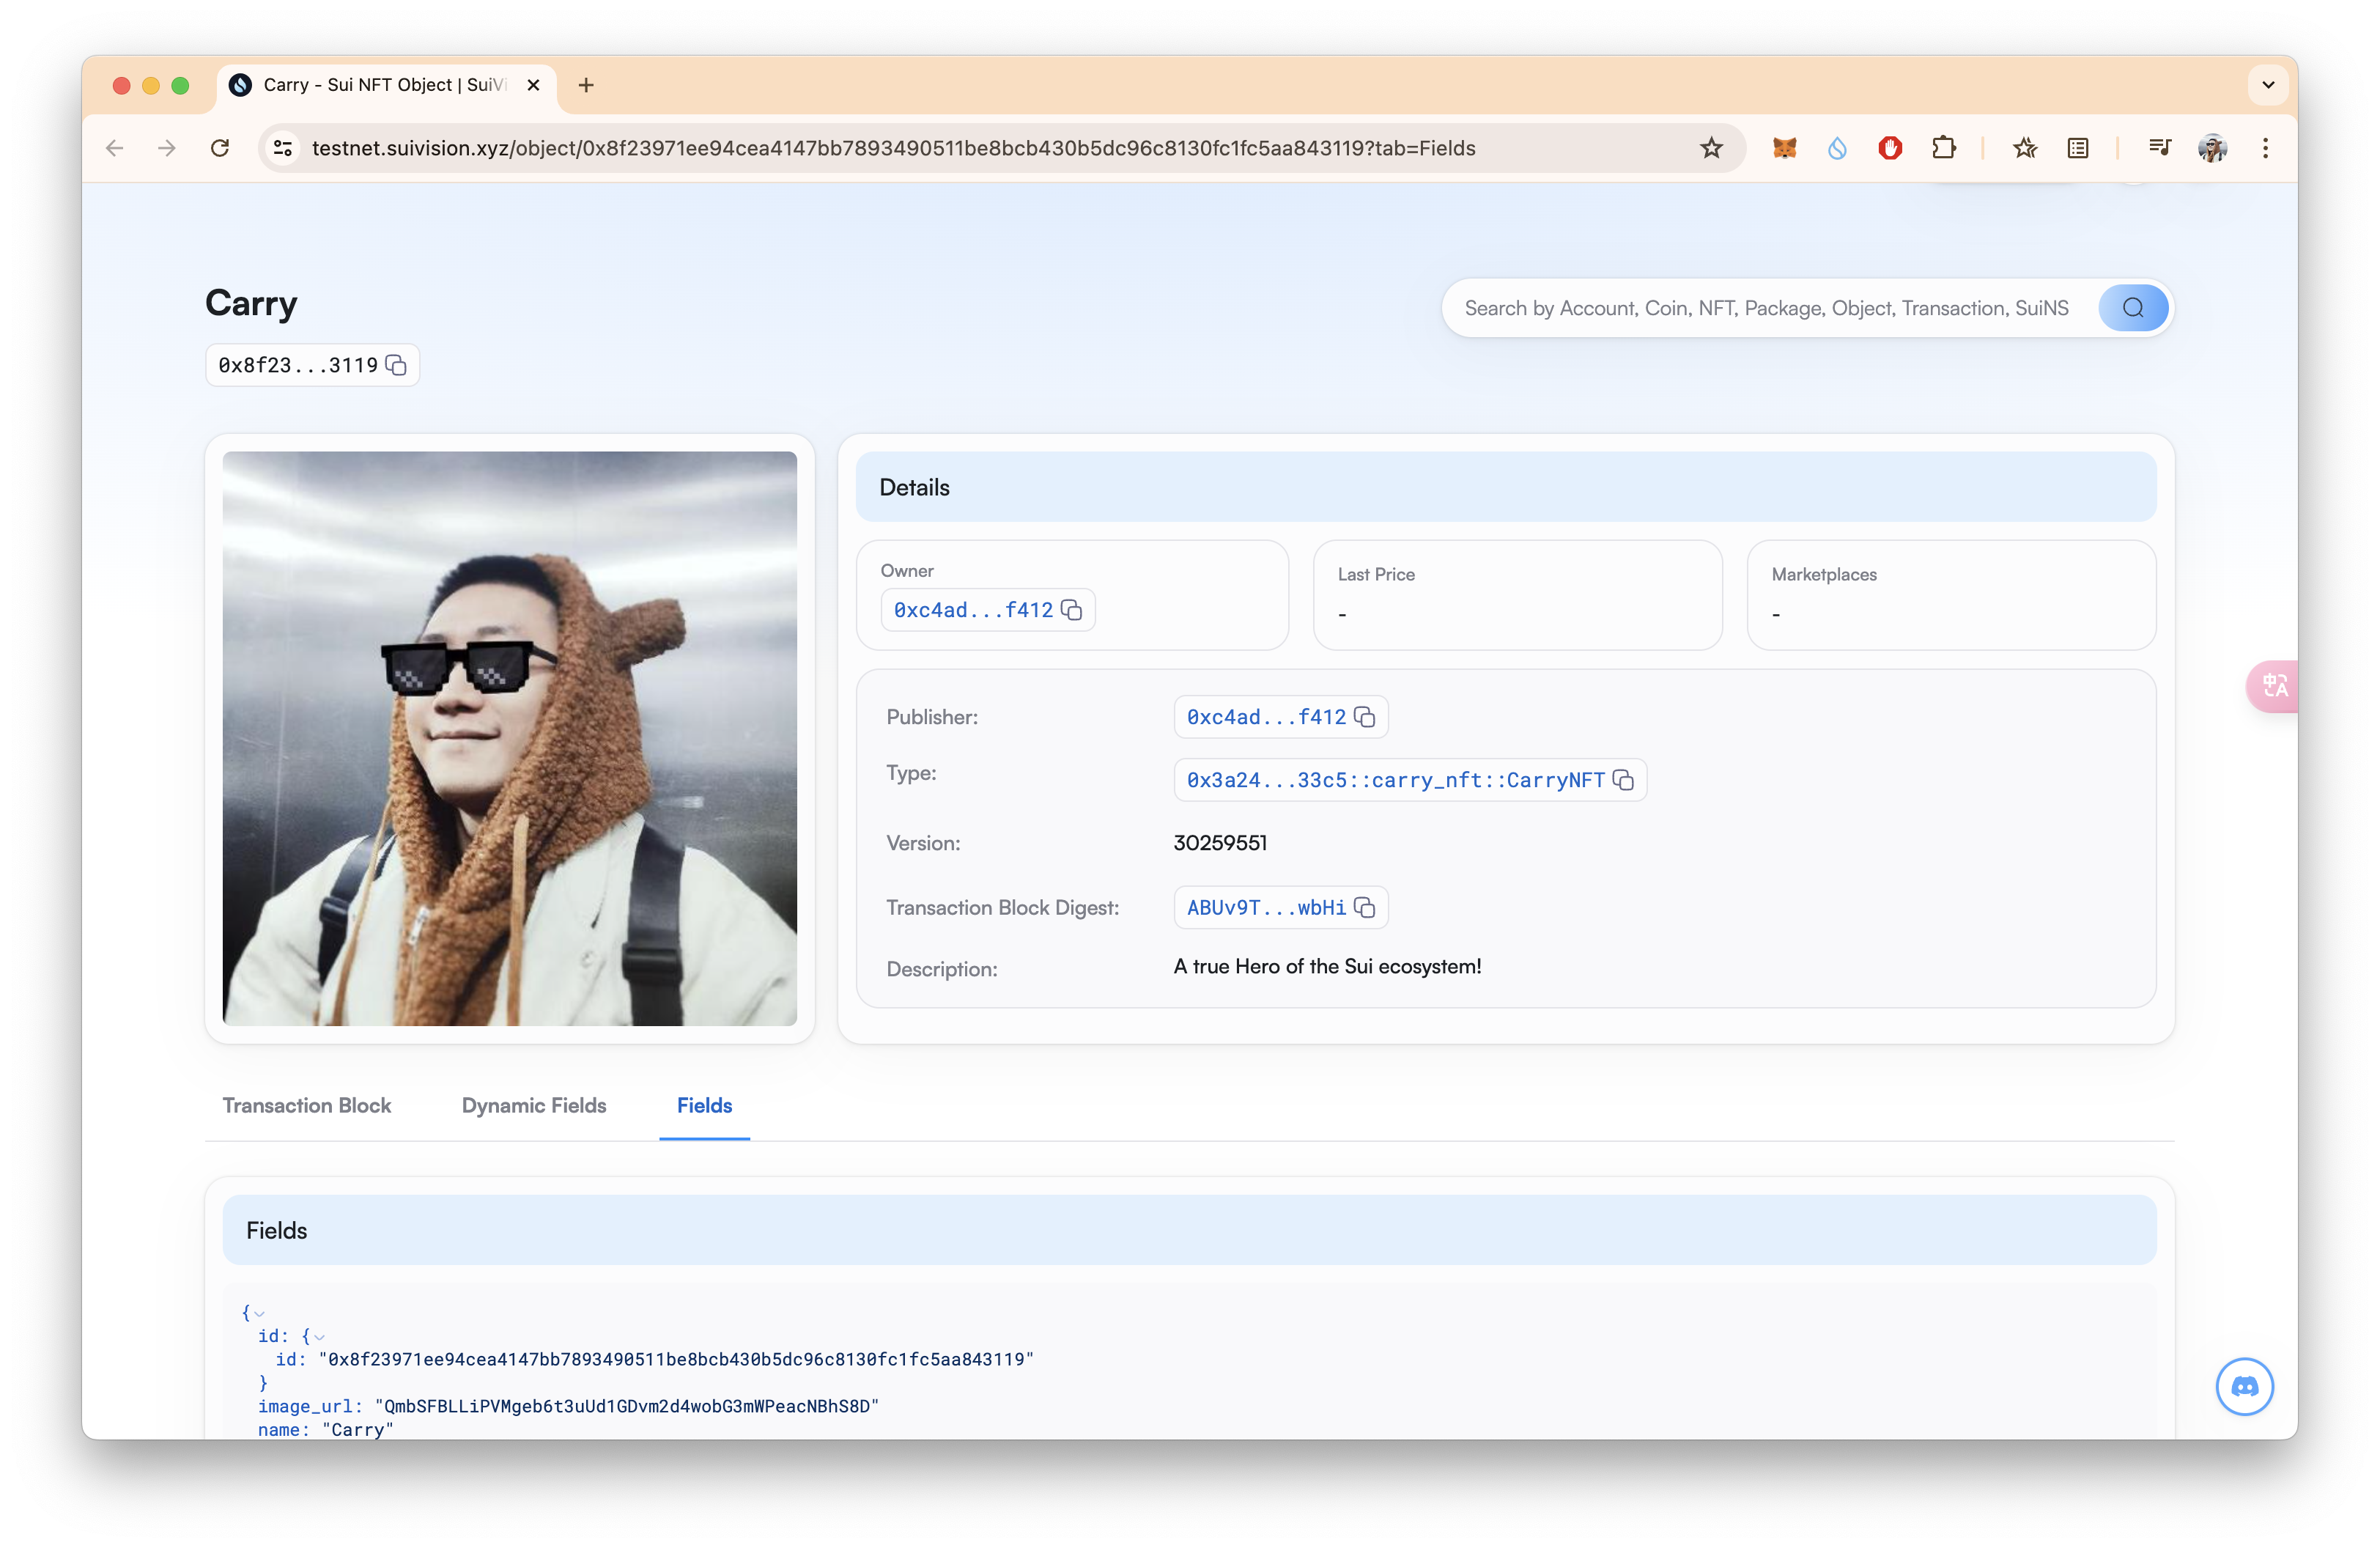 Carry - Sui NFT Object | SuiVi
testnet.suivision.xyz/object/0x8f23971ee94cea4147bb7893490511be8bcb430b5dc96c8130fc1fc5aa843119?tab=Fields
Carry
Search by Account, Coin, NFT, Package, Object, Transaction, SuiNS
0x8f23...3119
Details
Owner
0xc4ad...f412
Last Price
-
Marketplaces
-
Publisher:
0xc4ad...f412
Type:
0x3a24...33c5::carry_nft::CarryNFT
Version:
30259551
Transaction Block Digest:
ABUv9T...wbHi
Description:
A true Hero of the Sui ecosystem!
中A
Transaction Block
Dynamic Fields
Fields
Fields
{
id: {
id: "0x8f23971ee94cea4147bb7893490511be8bcb430b5dc96c8130fc1fc5aa843119"
}
image_url: "QmbSFBLLiPVMgeb6t3uUd1GDvm2d4wobG3mWPeacNBhS8D"
name: "Carry"